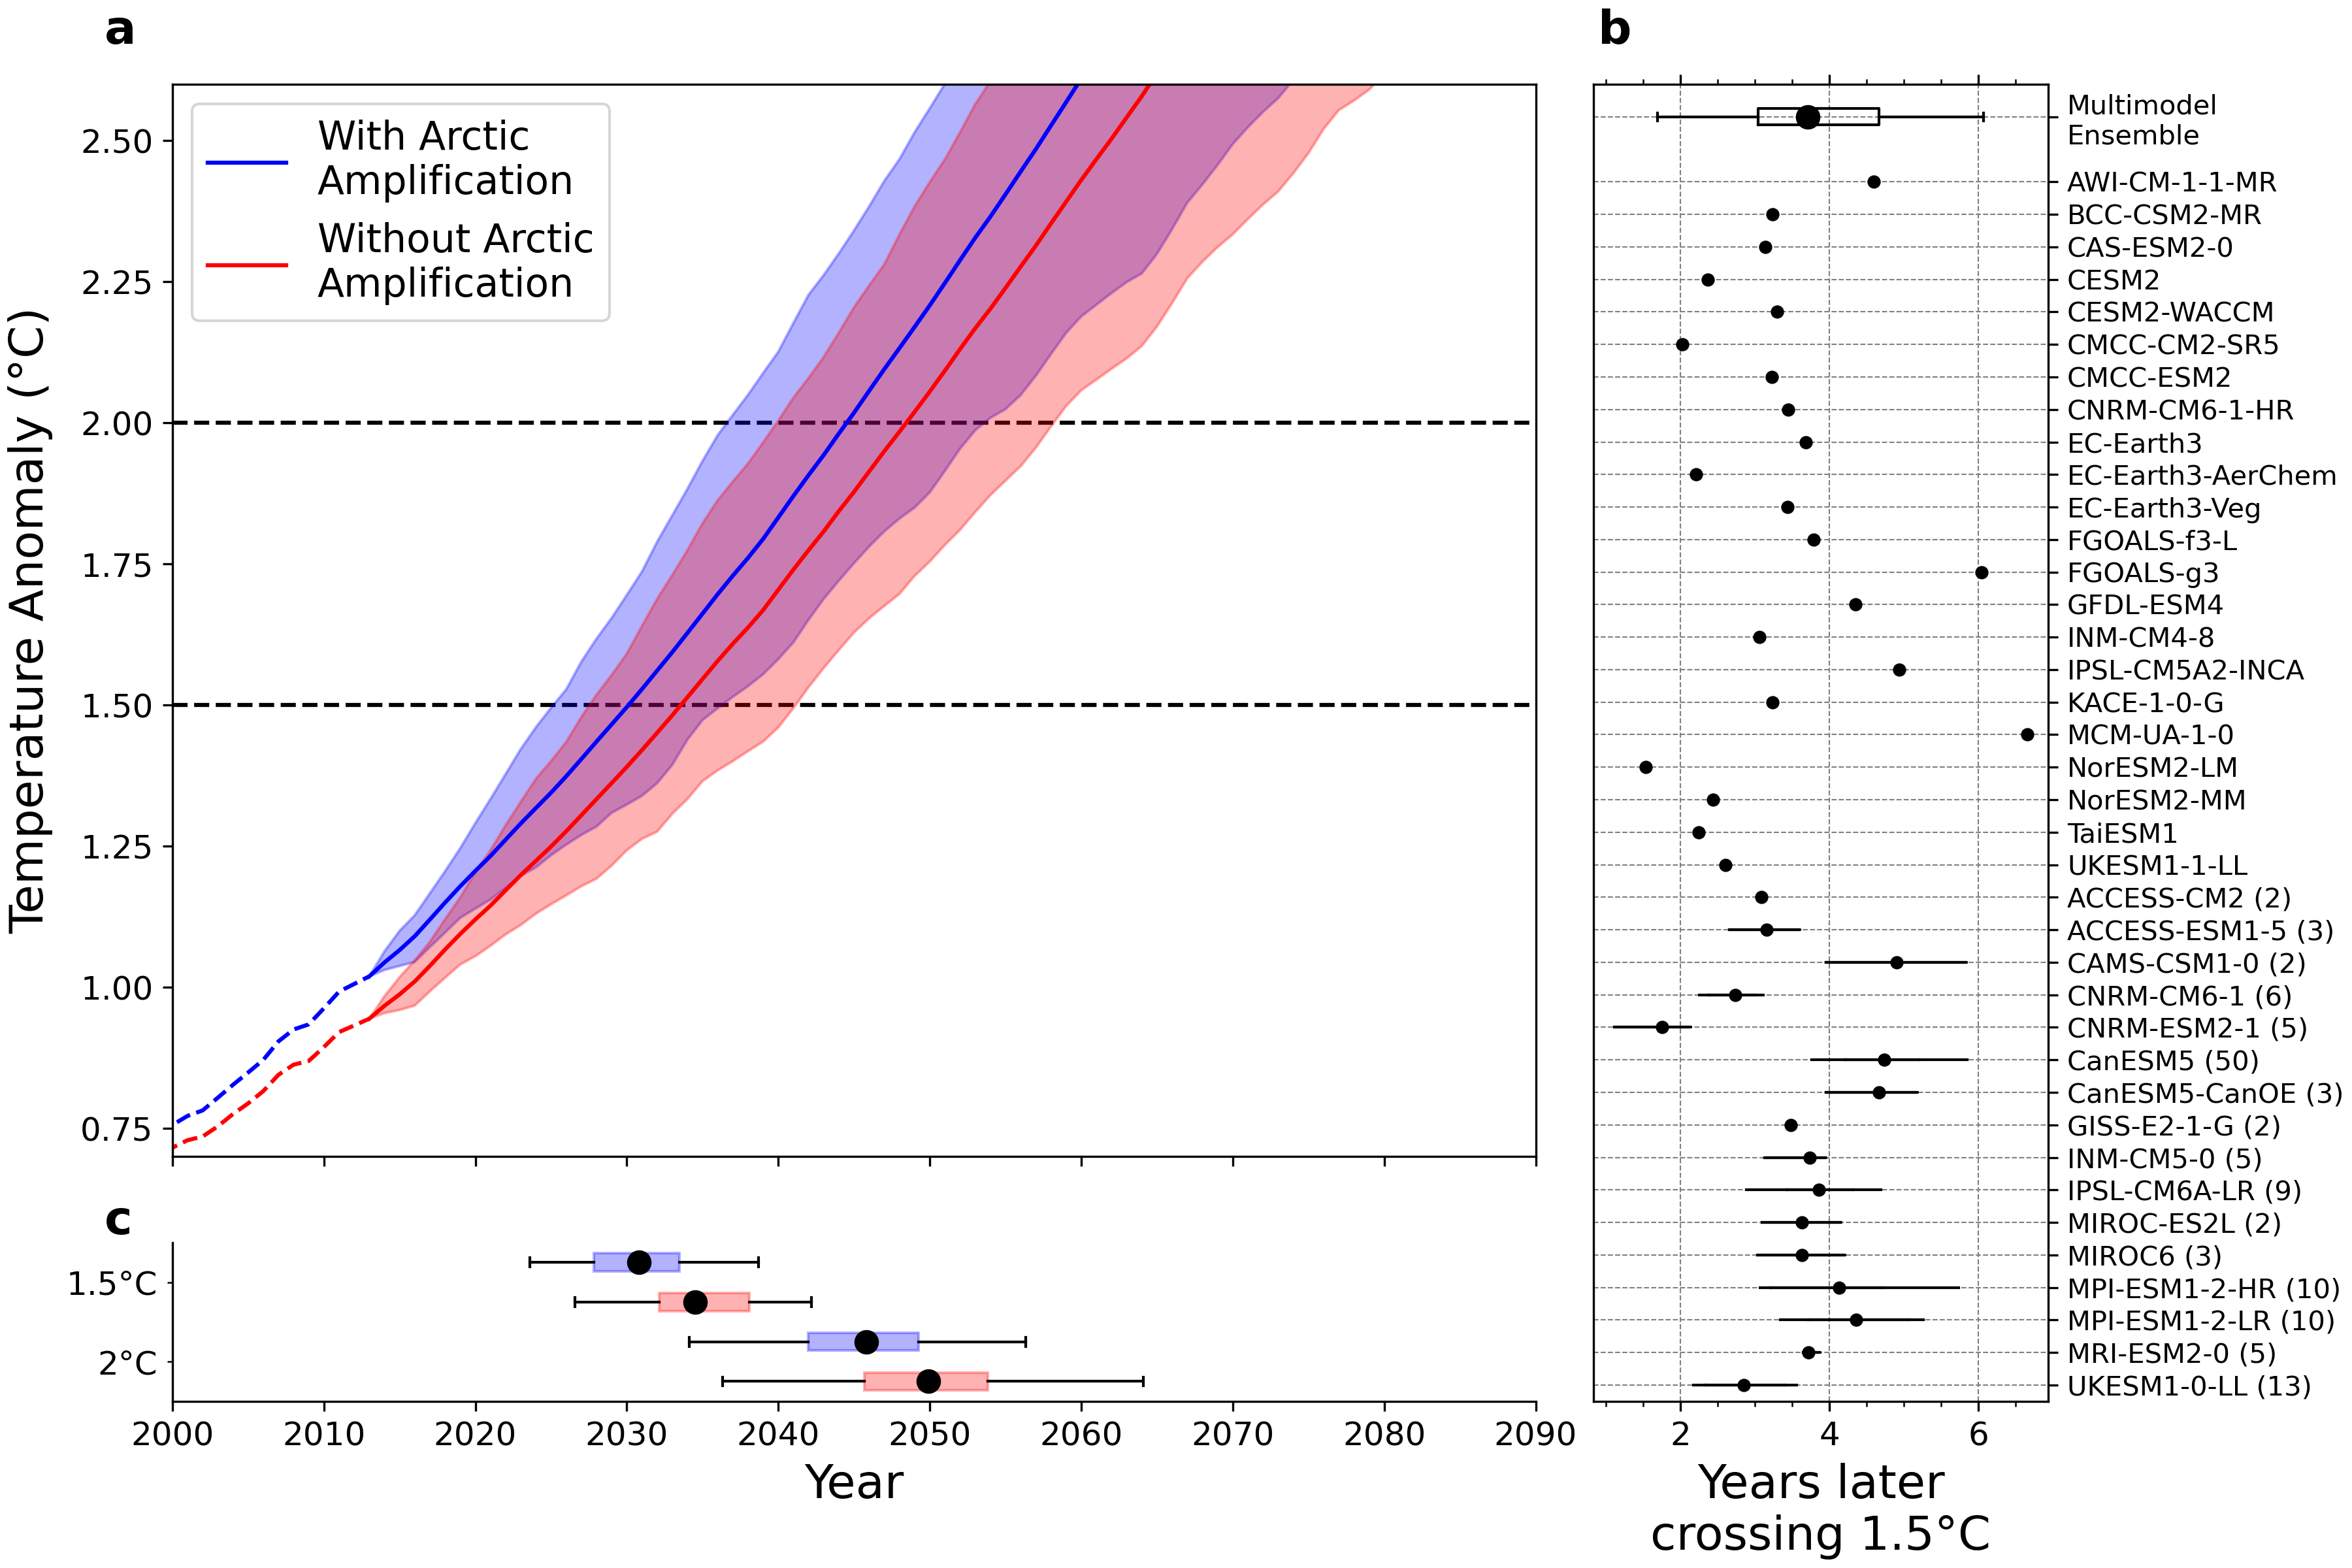 a
Temperature Anomaly (°C)
2.50
2.25
2.00
1.75
1.50
1.25
1.00
0.75
With Arctic
Amplification
Without Arctic
Amplification
b
Multimodel
Ensemble
AWI-CM-1-1-MR
BCC-CSM2-MR
CAS-ESM2-0
CESM2
CESM2-WACCM
CMCC-CM2-SR5
CMCC-ESM2
CNRM-CM6-1-HR
EC-Earth3
EC-Earth3-AerChem
EC-Earth3-Veg
FGOALS-f3-L
FGOALS-g3
GFDL-ESM4
INM-CM4-8
IPSL-CM5A2-INCA
KACE-1-0-G
MCM-UA-1-0
NorESM2-LM
NorESM2-MM
TaiESM1
UKESM1-1-LL
ACCESS-CM2 (2)
ACCESS-ESM1-5 (3)
CAMS-CSM1-0 (2)
CNRM-CM6-1 (6)
CNRM-ESM2-1 (5)
CanESM5 (50)
CanESM5-CanOE (3)
GISS-E2-1-G (2)
INM-CM5-0 (5)
IPSL-CM6A-LR (9)
MIROC-ES2L (2)
MIROC6 (3)
MPI-ESM1-2-HR (10)
MPI-ESM1-2-LR (10)
MRI-ESM2-0 (5)
UKESM1-0-LL (13)
2 4 6
Years later
crossing 1.5°C
c
1.5°C
2°C
2000 2010 2020 2030 2040 2050 2060 2070 2080 2090
Year